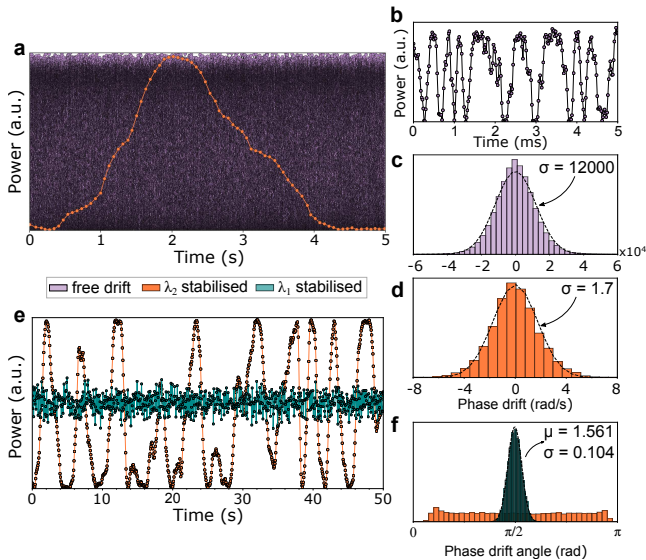 a
Power (a.u.)
0 1 2 3 4 5
Time (s)
b
Power (a.u.)
0 1 2 3 4 5
Time (ms)
c
σ = 12000
×10⁴
-6 -4 -2 0 2 4 6
free drift λ₂ stabilised λ₁ stabilised
d
σ = 1.7
-8 -4 0 4 8
Phase drift (rad/s)
e
Power (a.u.)
0 10 20 30 40 50
Time (s)
f
μ = 1.561
σ = 0.104
0 π/2 π
Phase drift angle (rad)